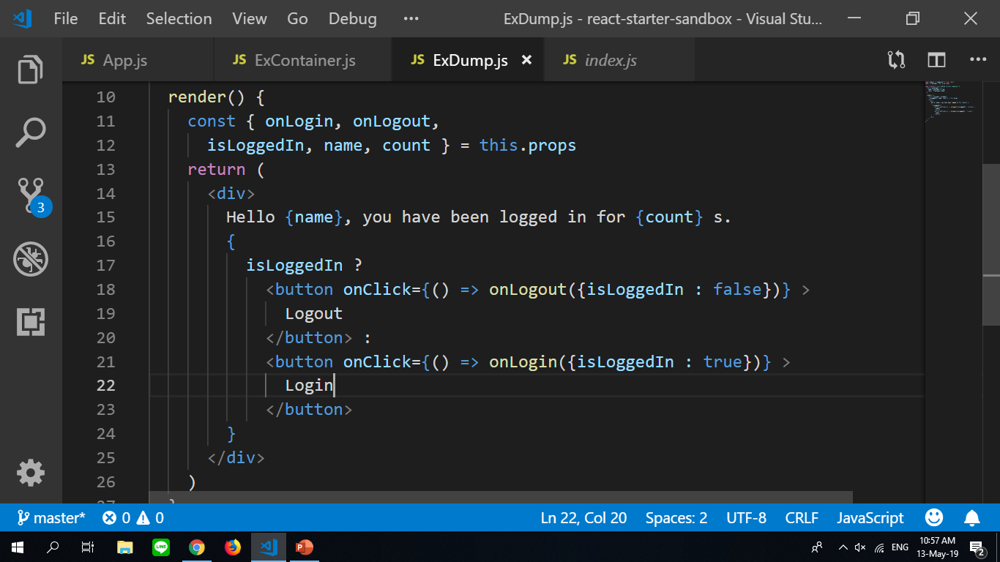 File Edit Selection View Go Debug ··· ExDump.js - react-starter-sandbox - Visual Stu...
JS App.js JS ExContainer.js JS ExDump.js × JS index.js
10 render() {
11 const { onLogin, onLogout,
12 isLoggedIn, name, count } = this.props
13 return (
14 <div>
15 Hello {name}, you have been logged in for {count} s.
16 {
17 isLoggedIn ?
18 <button onClick={() => onLogout({isLoggedIn : false})} >
19 Logout
20 </button> :
21 <button onClick={() => onLogin({isLoggedIn : true})} >
22 Login
23 </button>
24 }
25 </div>
26 )
27 }
3
master* 0 0 Ln 22, Col 20 Spaces: 2 UTF-8 CRLF JavaScript
LINE P ENG 10:57 AM
13-May-19 2